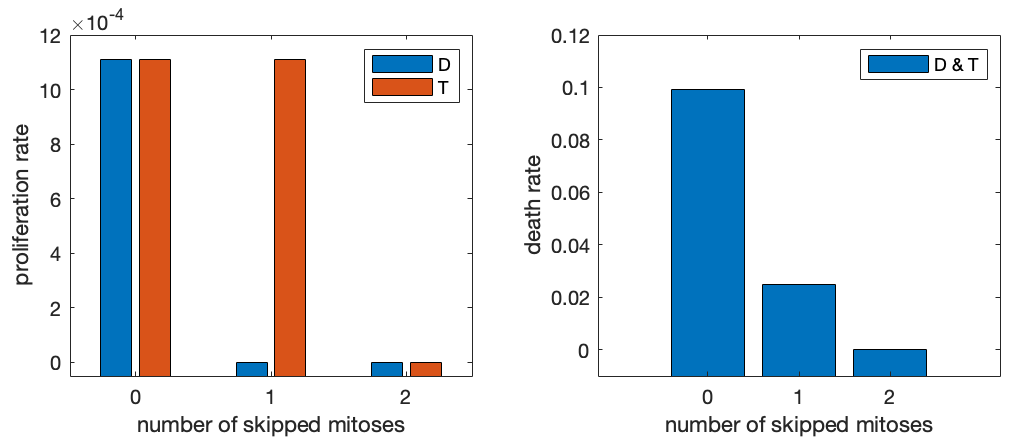 ×10⁻⁴
12
10
8
6
4
2
0
proliferation rate
D
T
0 1 2
number of skipped mitoses
0.12
0.1
0.08
0.06
0.04
0.02
0
death rate
D & T
0 1 2
number of skipped mitoses